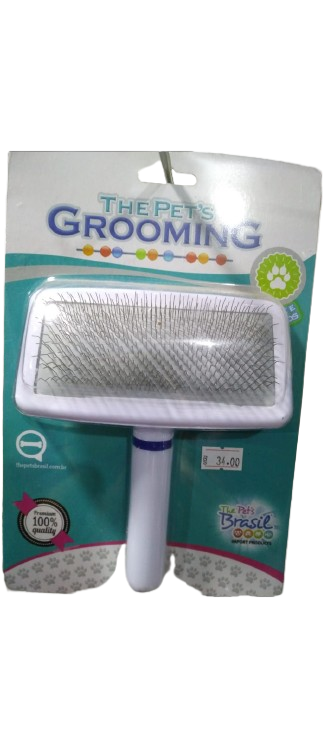 THE PET'S
GROOMING
34.00
Premium
100%
quality
The Pet's
Brasil